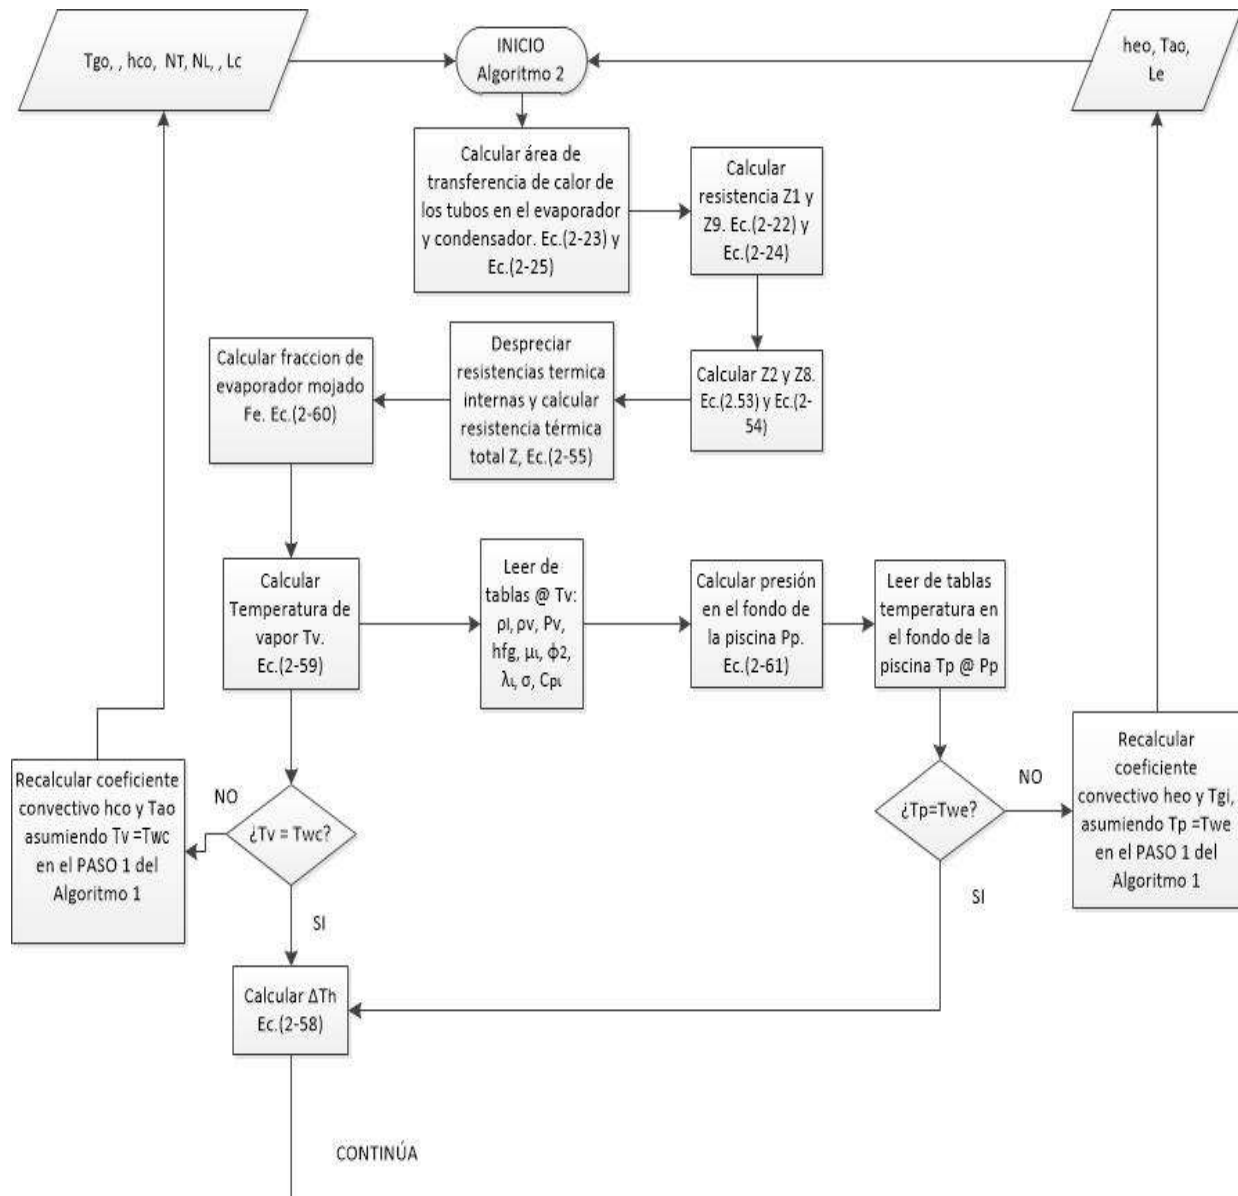 Tgo, , hco, NT, NL, , Lc
INICIO
Algoritmo 2
heo, Tao,
Le
Calcular área de
transferencia de calor de
los tubos en el evaporador
y condensador. Ec.(2-23) y
Ec.(2-25)
Calcular
resistencia Z1 y
Z9. Ec.(2-22) y
Ec.(2-24)
Calcular fraccion de
evaporador mojado
Fe. Ec.(2-60)
Despreciar
resistencias termica
internas y calcular
resistencia térmica
total Z, Ec.(2-55)
Calcular Z2 y Z8.
Ec.(2.53) y Ec.(2-
54)
Calcular
Temperatura de
vapor Tv.
Ec.(2-59)
Leer de
tablas @ Tv:
ρl, ρv, Pv,
hfg, μL, ϕ2,
λL, σ, CpL
Calcular presión
en el fondo de
la piscina Pp.
Ec.(2-61)
Leer de tablas
temperatura en
el fondo de la
piscina Tp @ Pp
Recalcular coeficiente
convectivo hco y Tao
asumiendo Tv =Twc
en el PASO 1 del
Algoritmo 1
NO
¿Tv = Twc?
SI
¿Tp=Twe?
NO
SI
Recalcular
coeficiente
convectivo heo y Tgi,
asumiendo Tp =Twe
en el PASO 1 del
Algoritmo 1
Calcular ΔTh
Ec.(2-58)
CONTINÚA